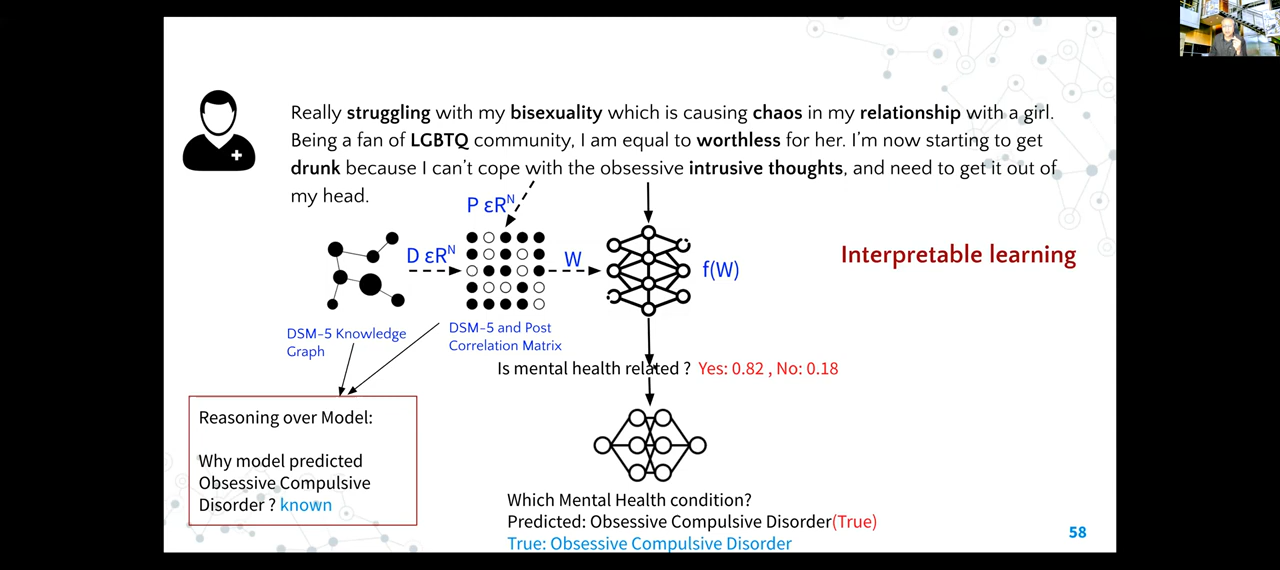 Really struggling with my bisexuality which is causing chaos in my relationship with a girl.
Being a fan of LGBTQ community, I am equal to worthless for her. I'm now starting to get
drunk because I can't cope with the obsessive intrusive thoughts, and need to get it out of
my head.
P εRᴺ
D εRᴺ
W
f(W)
Interpretable learning
DSM-5 Knowledge
Graph
DSM-5 and Post
Correlation Matrix
Is mental health related ? Yes: 0.82 , No: 0.18
Reasoning over Model:
Why model predicted
Obsessive Compulsive
Disorder ? known
Which Mental Health condition?
Predicted: Obsessive Compulsive Disorder(True)
True: Obsessive Compulsive Disorder
58